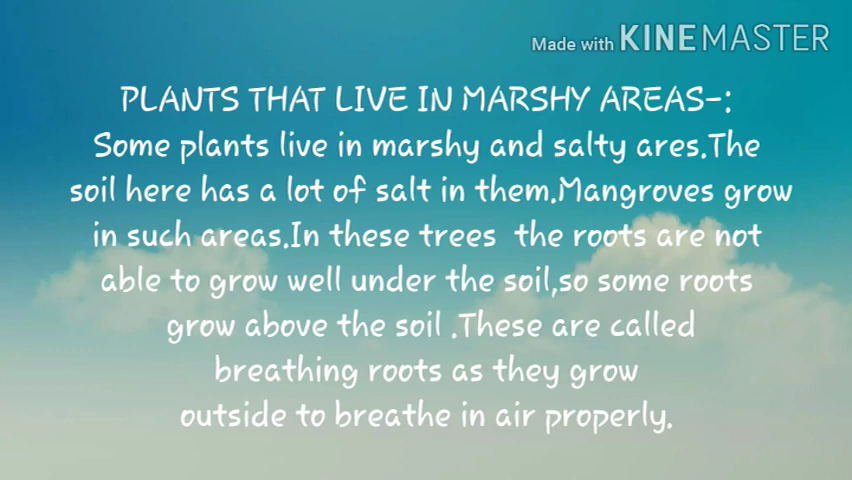 Made with KINEMASTER
PLANTS THAT LIVE IN MARSHY AREAS-:
Some plants live in marshy and salty ares.The
soil here has a lot of salt in them.Mangroves grow
in such areas.In these trees the roots are not
able to grow well under the soil,so some roots
grow above the soil .These are called
breathing roots as they grow
outside to breathe in air properly.